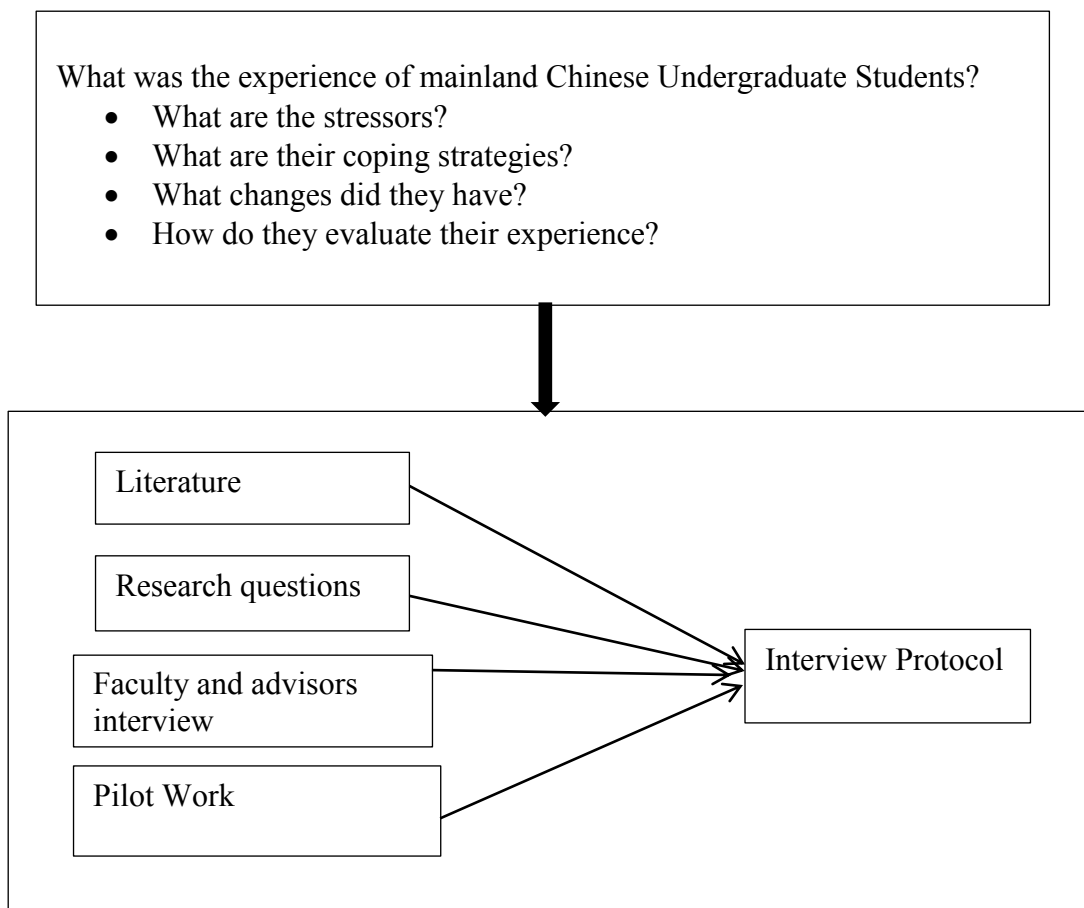 What was the experience of mainland Chinese Undergraduate Students?
• What are the stressors?
• What are their coping strategies?
• What changes did they have?
• How do they evaluate their experience?
Literature
Research questions
Faculty and advisors
interview
Pilot Work
Interview Protocol